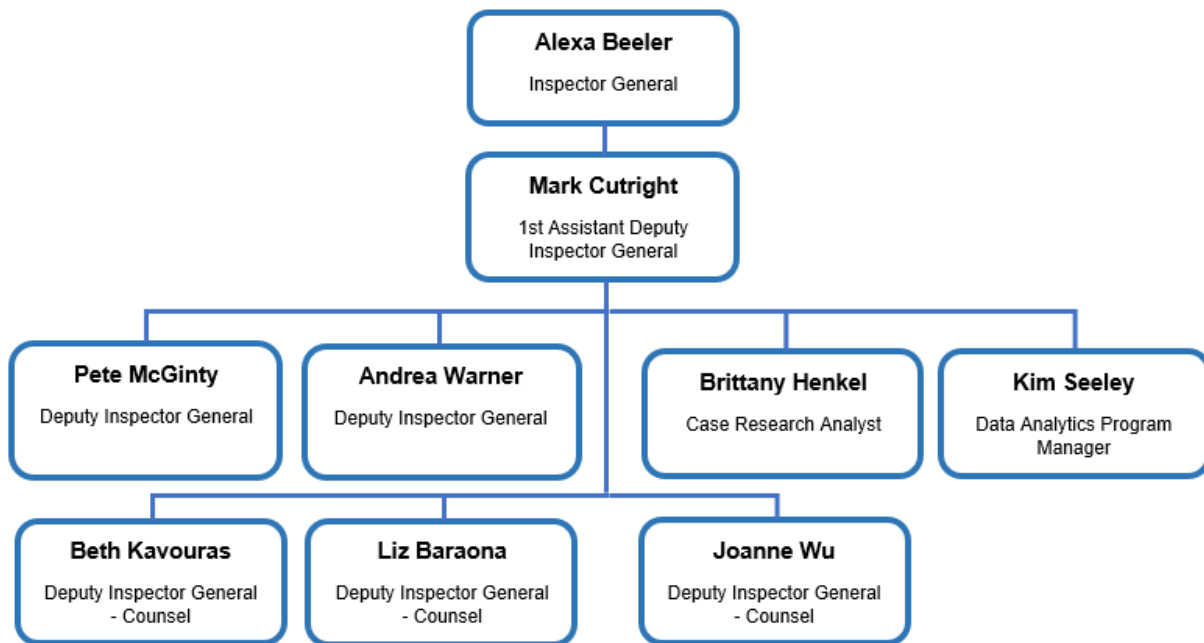 Alexa Beeler
Inspector General
Mark Cutright
1st Assistant Deputy
Inspector General
Pete McGinty
Deputy Inspector General
Andrea Warner
Deputy Inspector General
Brittany Henkel
Case Research Analyst
Kim Seeley
Data Analytics Program
Manager
Beth Kavouras
Deputy Inspector General
- Counsel
Liz Baraona
Deputy Inspector General
- Counsel
Joanne Wu
Deputy Inspector General
- Counsel